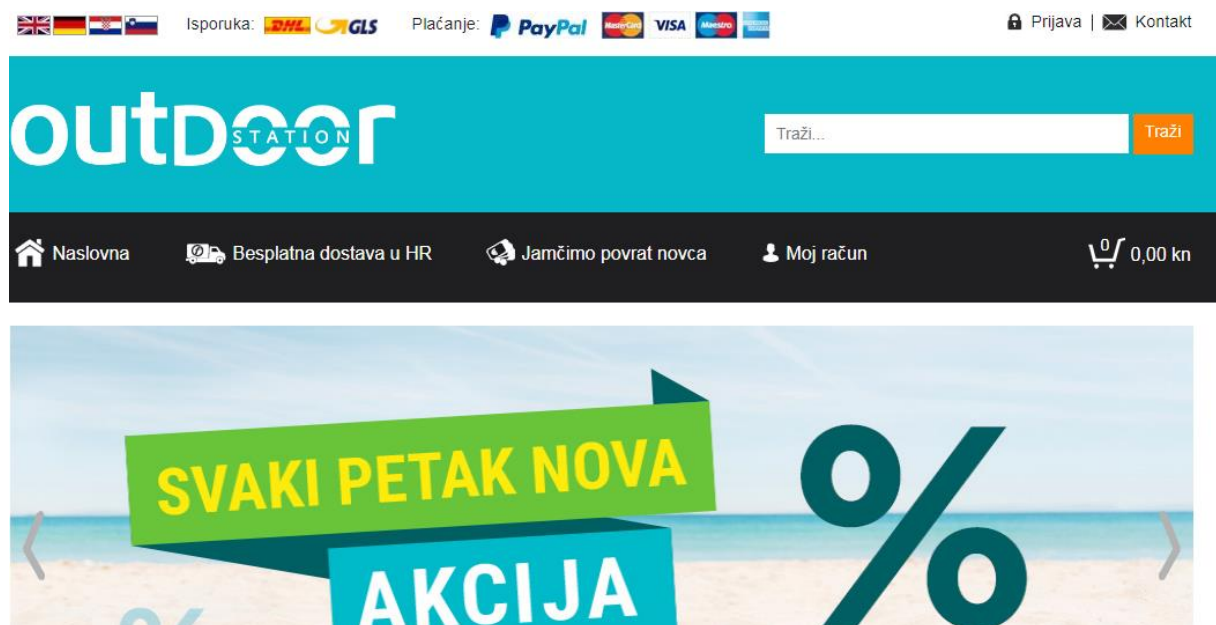 Isporuka: DHL GLS Plaćanje: PayPal MasterCard VISA Maestro Prijava | Kontakt
outDOOr
STATION
Traži... Traži
Naslovna Besplatna dostava u HR Jamčimo povrat novca Moj račun 0 0,00 kn
SVAKI PETAK NOVA
AKCIJA
%
%